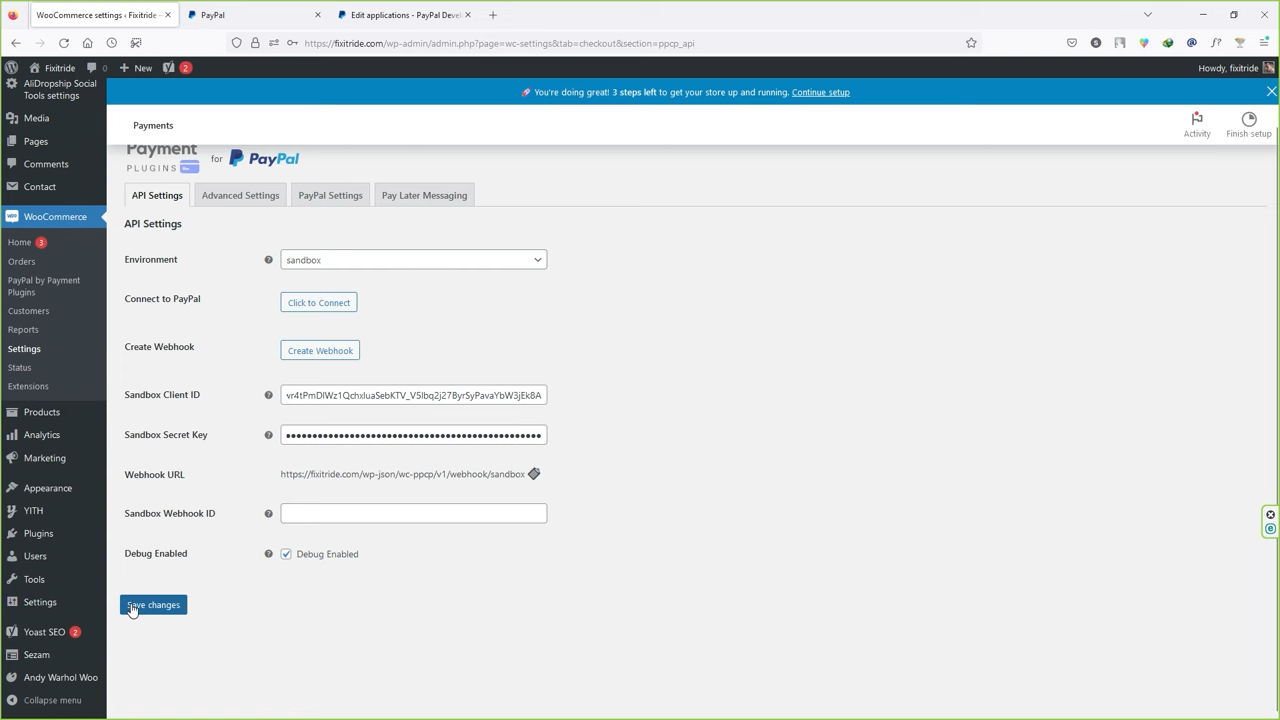 WooCommerce settings ‹ Fixitride
PayPal
Edit applications - PayPal Devel
https://fixitride.com/wp-admin/admin.php?page=wc-settings&tab=checkout&section=ppcp_api
Fixitride
0
New
2
Howdy, fixitride
AliDropship Social
Tools settings
🚀 You're doing great! 3 steps left to get your store up and running. Continue setup
Media
Pages
Comments
Contact
WooCommerce
Home 3
Orders
PayPal by Payment
Plugins
Customers
Reports
Settings
Status
Extensions
Products
Analytics
Marketing
Appearance
YITH
Plugins
Users
Tools
Settings
Yoast SEO 2
Sezam
Andy Warhol Woo
Collapse menu
Payments
Activity
Finish setup
Payment
PLUGINS
for
PayPal
API Settings
Advanced Settings
PayPal Settings
Pay Later Messaging
API Settings
Environment
sandbox
Connect to PayPal
Click to Connect
Create Webhook
Create Webhook
Sandbox Client ID
Sandbox Secret Key
••••••••••••••••••••••••••••••••••••••••••••••••
Webhook URL
https://fixitride.com/wp-json/wc-ppcp/v1/webhook/sandbox
Sandbox Webhook ID
Debug Enabled
Debug Enabled
Save changes